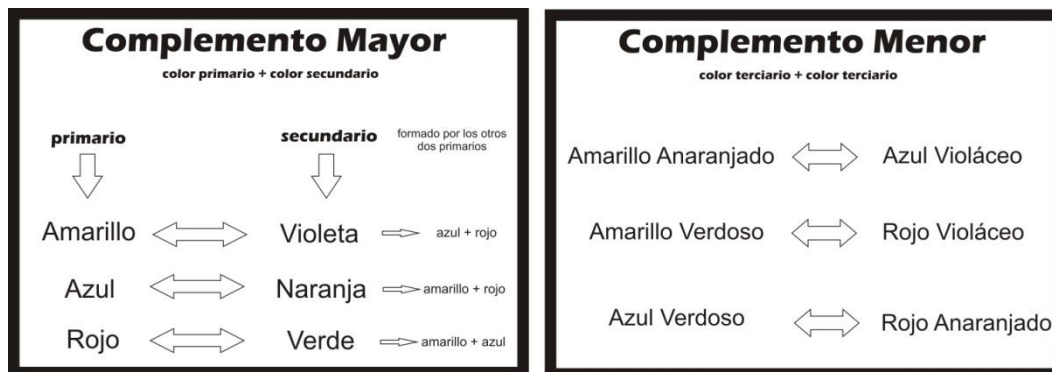 Complemento Mayor
color primario + color secundario
primario
secundario
formado por los otros
dos primarios
Amarillo
Violeta
azul + rojo
Azul
Naranja
amarillo + rojo
Rojo
Verde
amarillo + azul
Complemento Menor
color terciario + color terciario
Amarillo Anaranjado
Azul Violáceo
Amarillo Verdoso
Rojo Violáceo
Azul Verdoso
Rojo Anaranjado